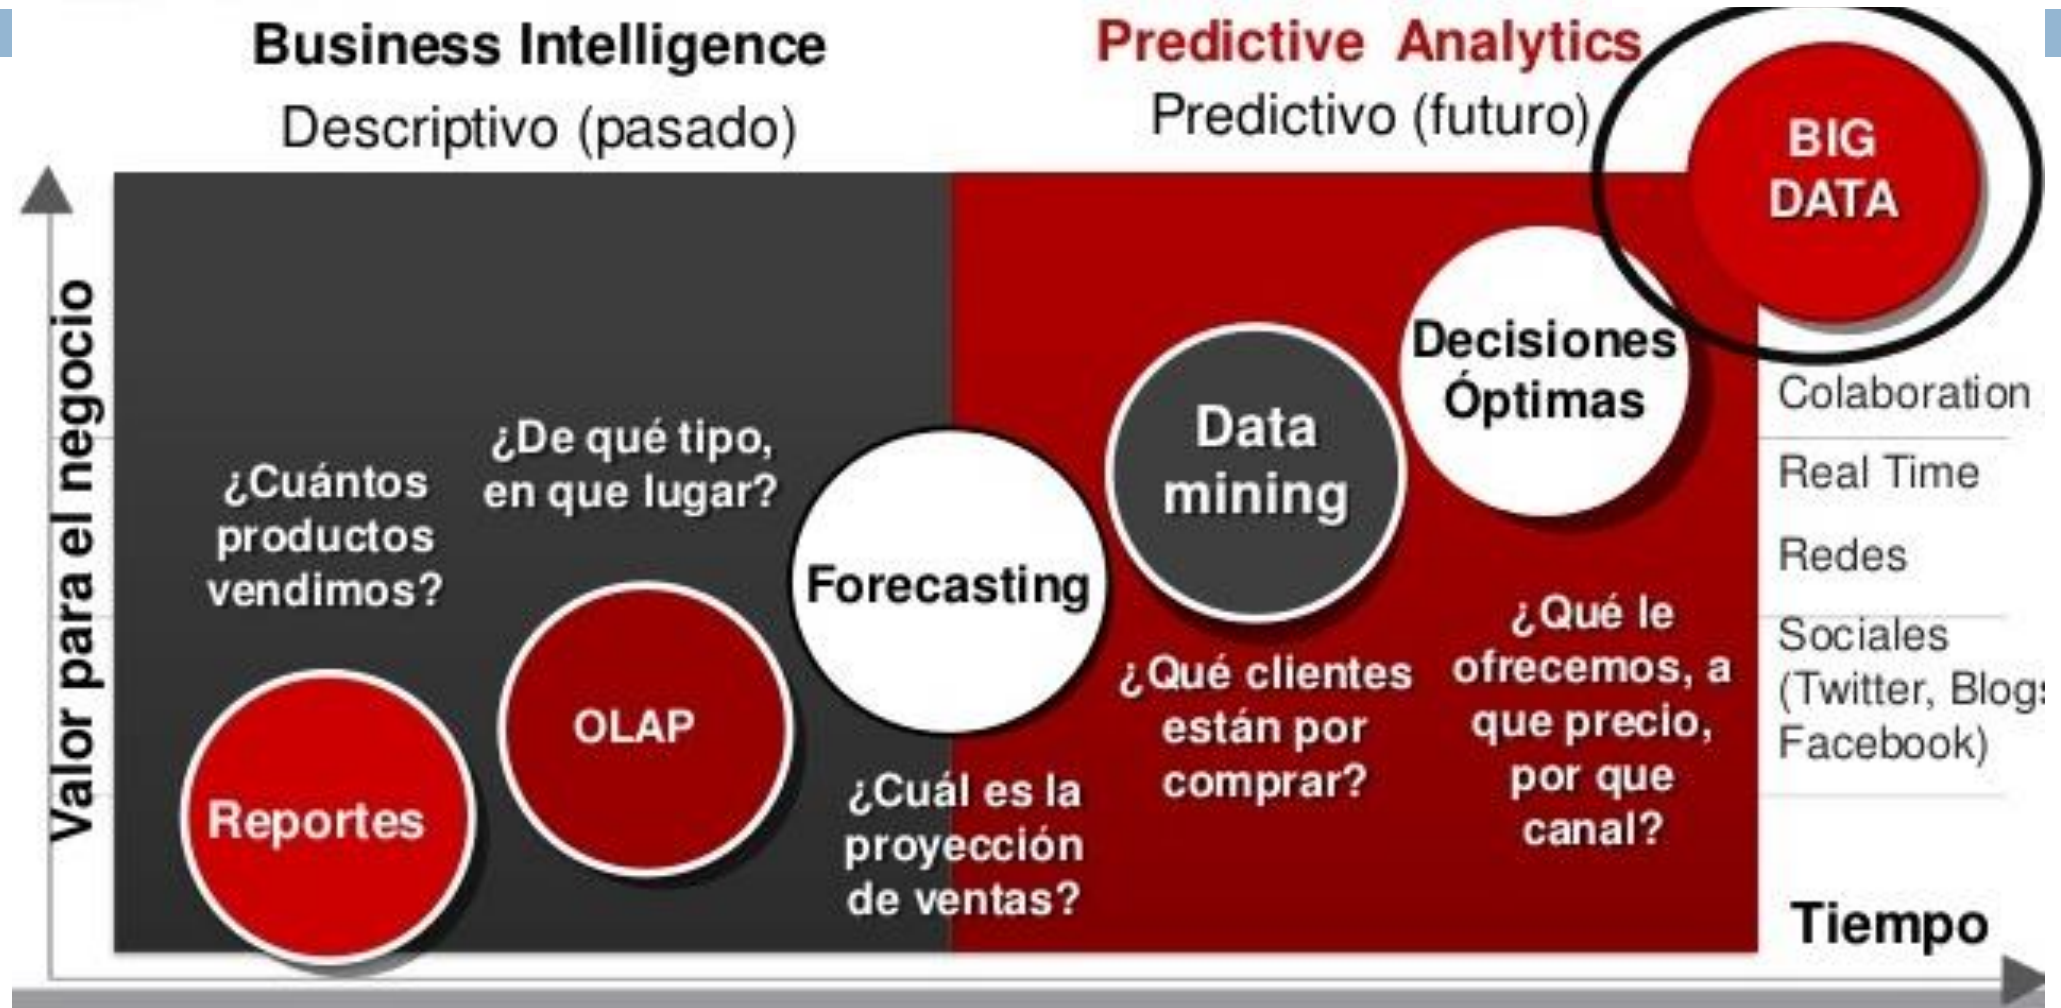 Business Intelligence
Descriptivo (pasado)
Predictive Analytics
Predictivo (futuro)
BIG
DATA
Valor para el negocio
¿Cuántos
productos
vendimos?
Reportes
¿De qué tipo,
en que lugar?
OLAP
Forecasting
¿Cuál es la
proyección
de ventas?
Data
mining
¿Qué clientes
están por
comprar?
Decisiones
Óptimas
¿Qué le
ofrecemos, a
que precio,
por que
canal?
Colaboration
Real Time
Redes
Sociales
(Twitter, Blogs
Facebook)
Tiempo